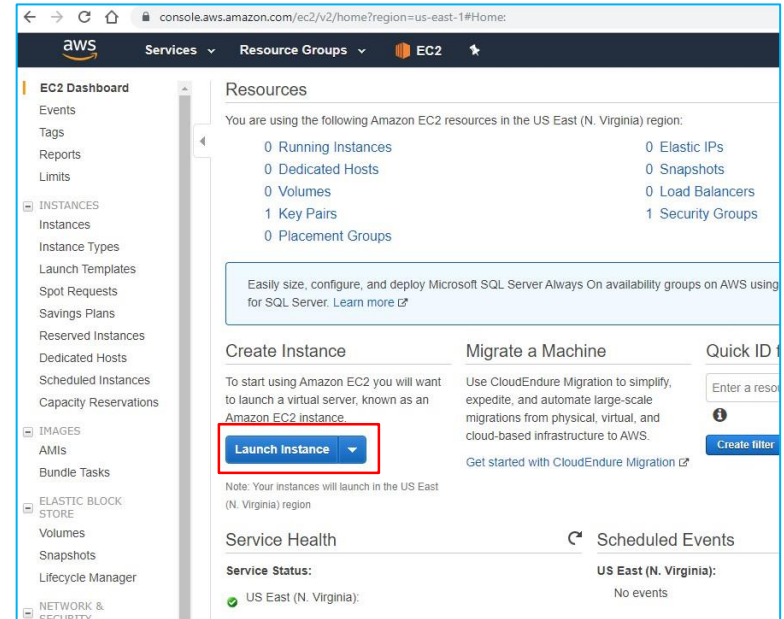 console.aws.amazon.com/ec2/v2/home?region=us-east-1#Home:
aws
Services
Resource Groups
EC2
EC2 Dashboard
Events
Tags
Reports
Limits
INSTANCES
Instances
Instance Types
Launch Templates
Spot Requests
Savings Plans
Reserved Instances
Dedicated Hosts
Scheduled Instances
Capacity Reservations
IMAGES
AMIs
Bundle Tasks
ELASTIC BLOCK
STORE
Volumes
Snapshots
Lifecycle Manager
NETWORK &
SECURITY
Resources
You are using the following Amazon EC2 resources in the US East (N. Virginia) region:
0 Running Instances
0 Dedicated Hosts
0 Volumes
1 Key Pairs
0 Placement Groups
0 Elastic IPs
0 Snapshots
0 Load Balancers
1 Security Groups
Easily size, configure, and deploy Microsoft SQL Server Always On availability groups on AWS using
for SQL Server. Learn more
Create Instance
To start using Amazon EC2 you will want
to launch a virtual server, known as an
Amazon EC2 instance.
Launch Instance
Note: Your instances will launch in the US East
(N. Virginia) region
Migrate a Machine
Use CloudEndure Migration to simplify,
expedite, and automate large-scale
migrations from physical, virtual, and
cloud-based infrastructure to AWS.
Get started with CloudEndure Migration
Quick ID f
Enter a resou
Create filter
Service Health
Service Status:
US East (N. Virginia):
Scheduled Events
US East (N. Virginia):
No events